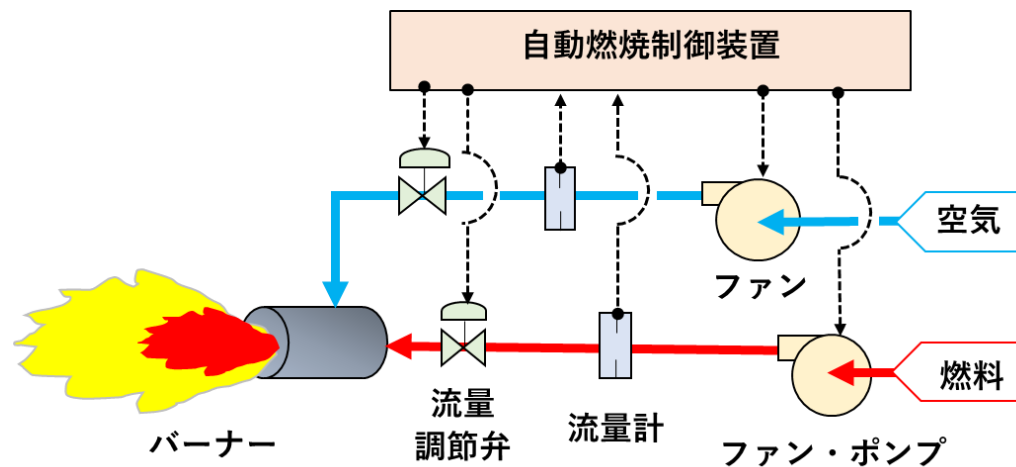 自動燃焼制御装置
空気
ファン
燃料
バーナー
流量
調節弁
流量計
ファン・ポンプ